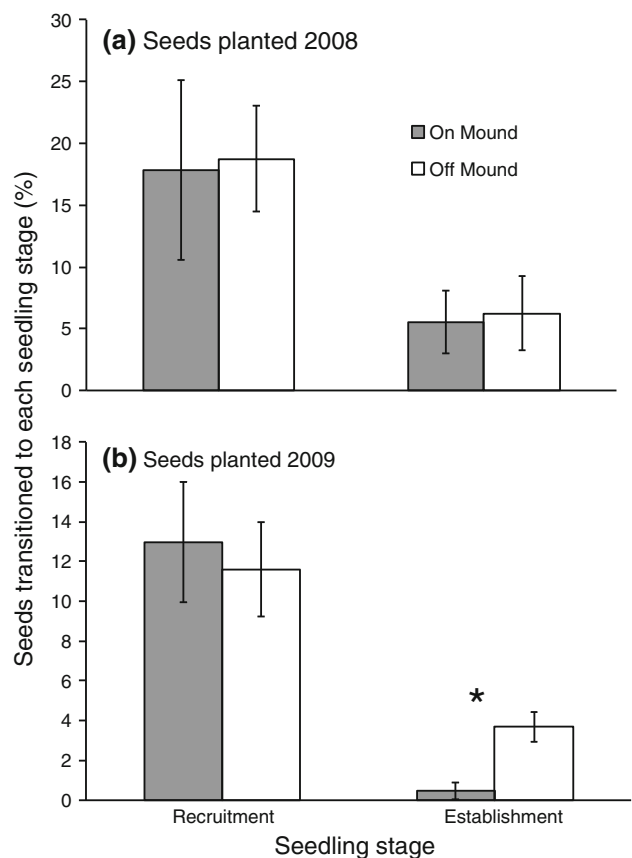 Seeds transitioned to each seedling stage (%)
(a) Seeds planted 2008
30
25
20
15
10
5
0
On Mound
Off Mound
(b) Seeds planted 2009
18
16
14
12
10
8
6
4
2
0
*
Recruitment Establishment
Seedling stage